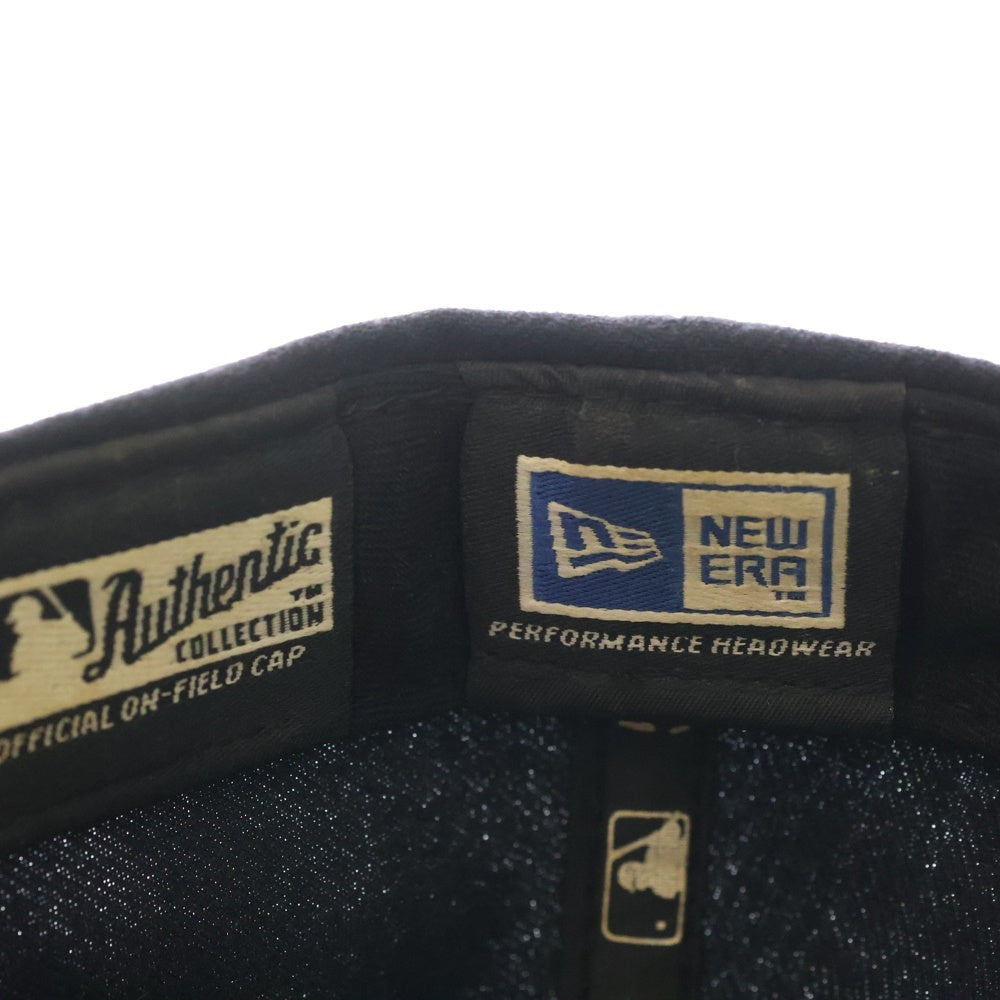 Authentic
TM
COLLECTION
OFFICIAL ON-FIELD CAP
NEW
ERA
TM
PERFORMANCE HEADWEAR